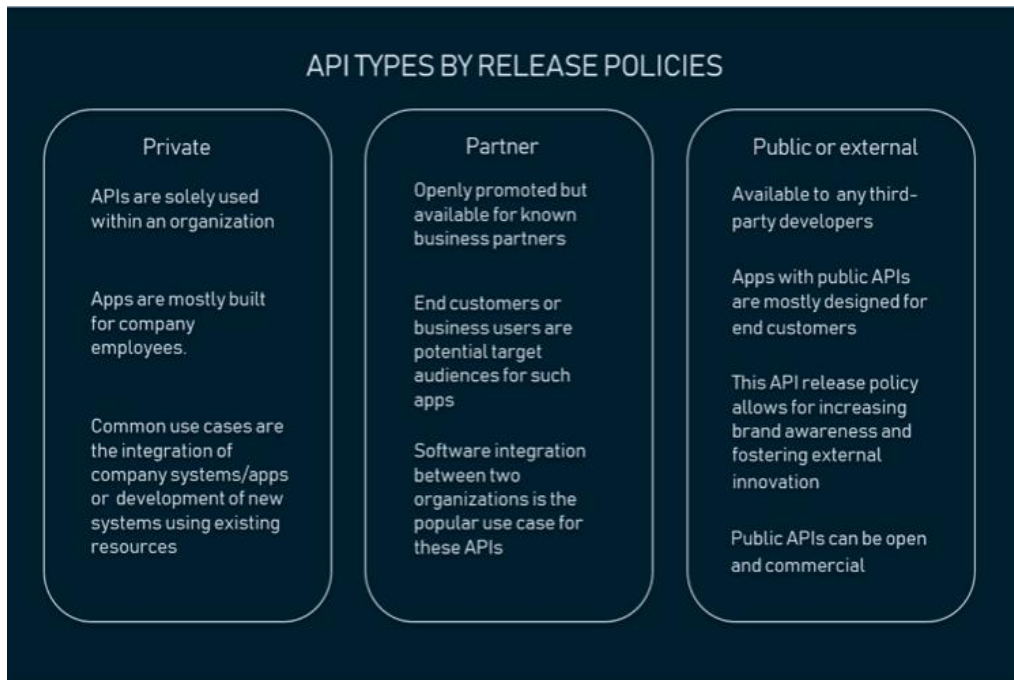 API TYPES BY RELEASE POLICIES
Private
APIs are solely used
within an organization
Apps are mostly built
for company
employees.
Common use cases are
the integration of
company systems/apps
or development of new
systems using existing
resources
Partner
Openly promoted but
available for known
business partners
End customers or
business users are
potential target
audiences for such
apps
Software integration
between two
organizations is the
popular use case for
these APIs
Public or external
Available to any third-
party developers
Apps with public APIs
are mostly designed for
end customers
This API release policy
allows for increasing
brand awareness and
fostering external
innovation
Public APIs can be open
and commercial